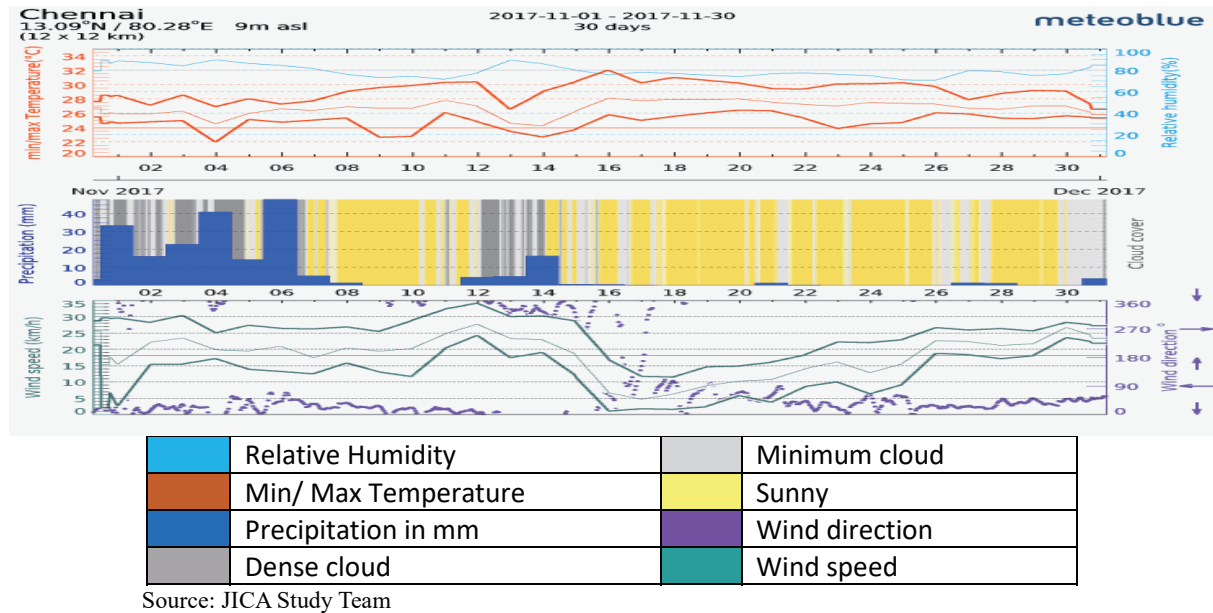 Chennai
13.09°N / 80.28°E 9m asl
(12 x 12 km)
2017-11-01 - 2017-11-30
30 days
meteoblue
min/max Temperature(°C)
34
32
30
28
26
24
22
20
100
80
60
40
20
0
Relative humidity(%)
02 04 06 08 10 12 14 16 18 20 22 24 26 28 30
Nov 2017 Dec 2017
Precipitation (mm)
40
30
20
10
0
Cloud cover
02 04 06 08 10 12 14 16 18 20 22 24 26 28 30
Wind speed (km/h)
35
30
25
20
15
10
5
0
360
270
180
90
0
Wind direction °
Relative Humidity Minimum cloud
Min/ Max Temperature Sunny
Precipitation in mm Wind direction
Dense cloud Wind speed
Source: JICA Study Team